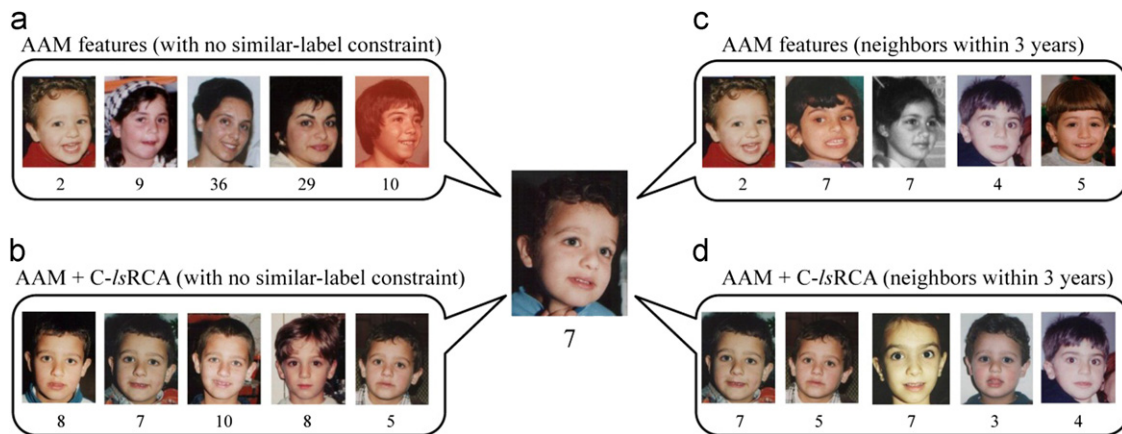 a
AAM features (with no similar-label constraint)
2 9 36 29 10
b
AAM + C-lsRCA (with no similar-label constraint)
8 7 10 8 5
7
c
AAM features (neighbors within 3 years)
2 7 7 4 5
d
AAM + C-lsRCA (neighbors within 3 years)
7 5 7 3 4